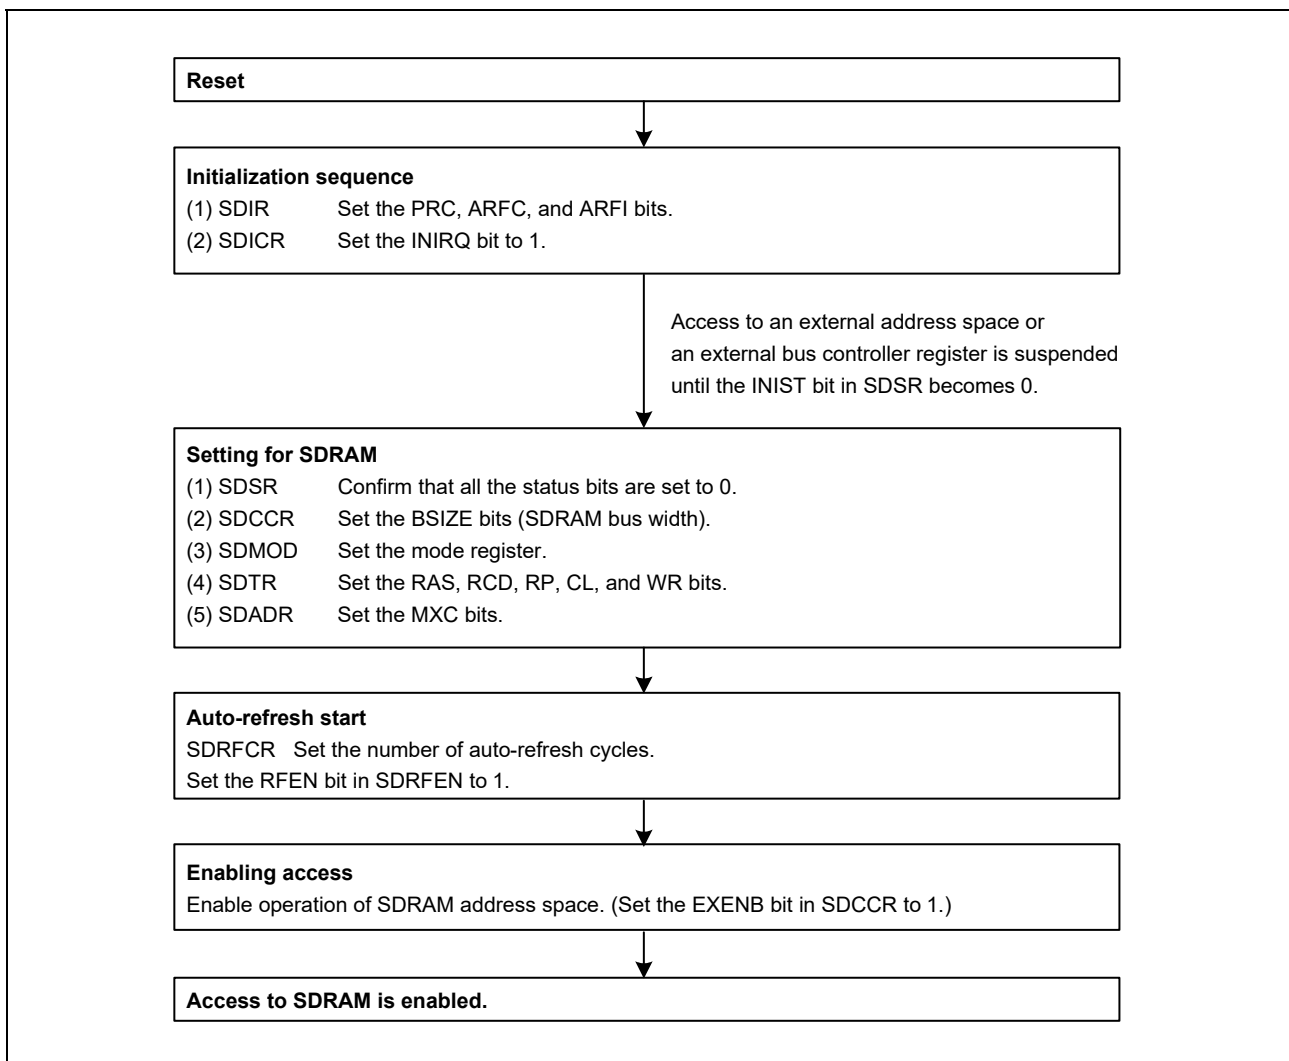 Reset
Initialization sequence
(1) SDIR Set the PRC, ARFC, and ARFI bits.
(2) SDICR Set the INIRQ bit to 1.
Access to an external address space or
an external bus controller register is suspended
until the INIST bit in SDSR becomes 0.
Setting for SDRAM
(1) SDSR Confirm that all the status bits are set to 0.
(2) SDCCR Set the BSIZE bits (SDRAM bus width).
(3) SDMOD Set the mode register.
(4) SDTR Set the RAS, RCD, RP, CL, and WR bits.
(5) SDADR Set the MXC bits.
Auto-refresh start
SDRFCR Set the number of auto-refresh cycles.
Set the RFEN bit in SDRFEN to 1.
Enabling access
Enable operation of SDRAM address space. (Set the EXENB bit in SDCCR to 1.)
Access to SDRAM is enabled.